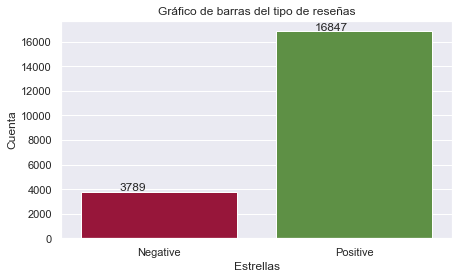 Gráfico de barras del tipo de reseñas
16847
16000
14000
12000
10000
8000
6000
4000
2000
0
Cuenta
3789
Negative
Positive
Estrellas